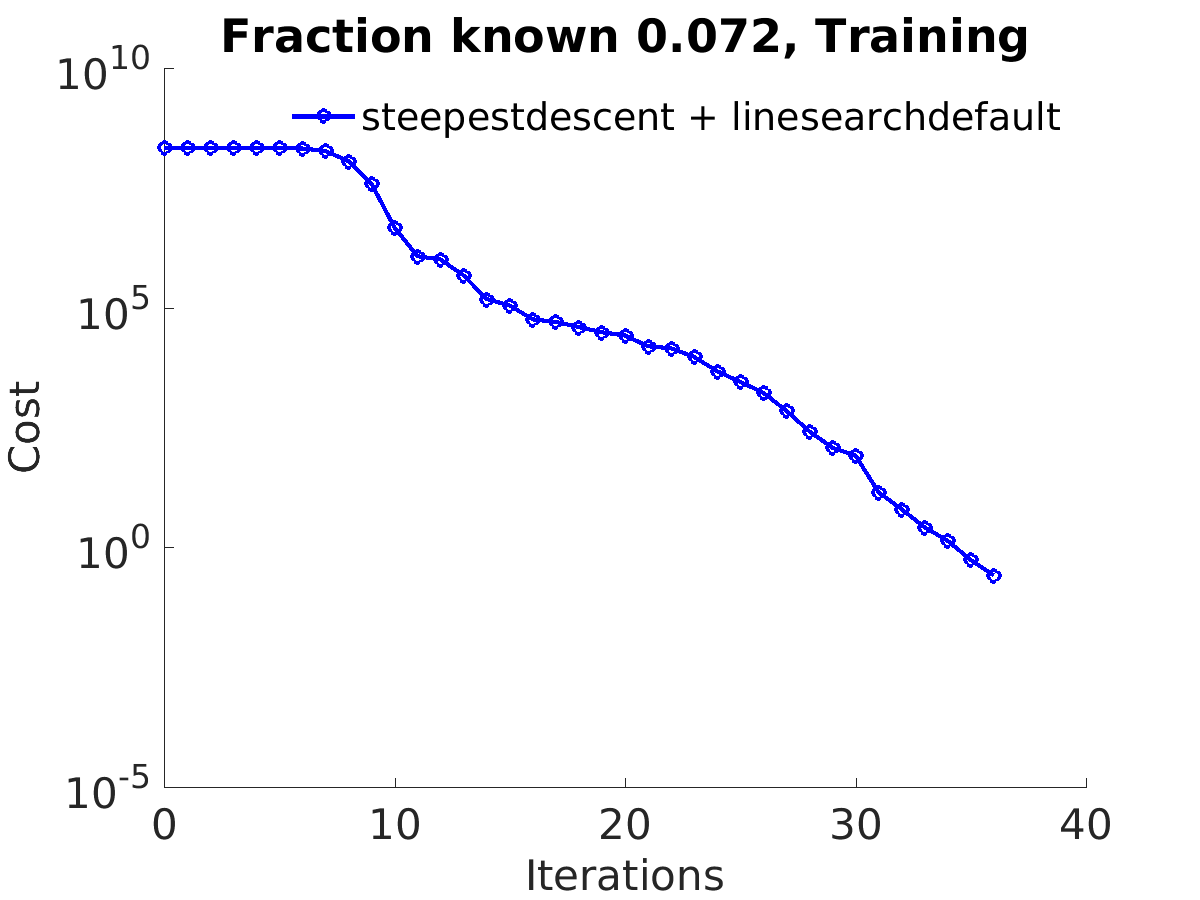 Fraction known 0.072, Training
steepestdescent + linesearchdefault
10^10
10^5
10^0
10^-5
Cost
0 10 20 30 40
Iterations